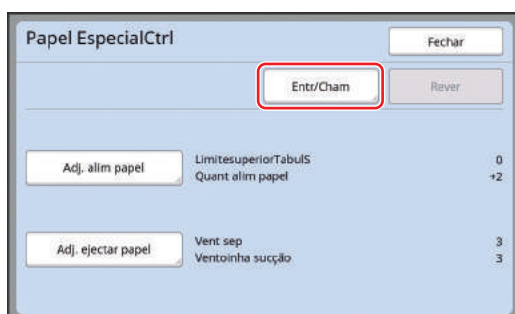 Papel EspecialCtrl
Fechar
Entr/Cham
Rever
Adj. alim papel
LimitesuperiorTabulS 0
Quant alim papel +2
Adj. ejectar papel
Vent sep 3
Ventoinha sucção 3